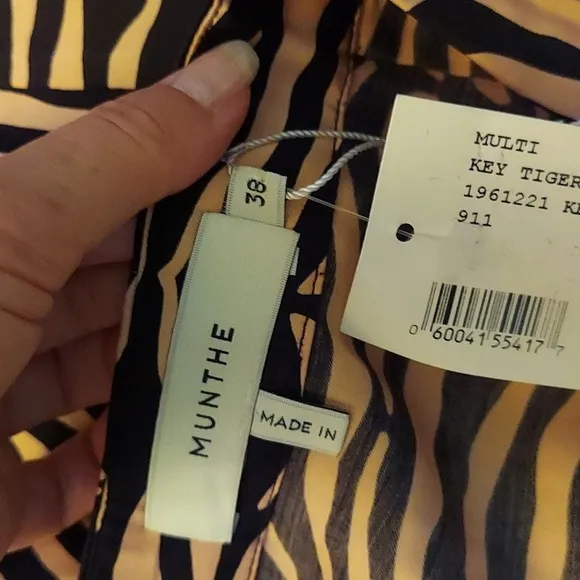 38
MUNTHE
MADE IN
MULTI
KEY TIGER
1961221
911
0 60041 55417 7